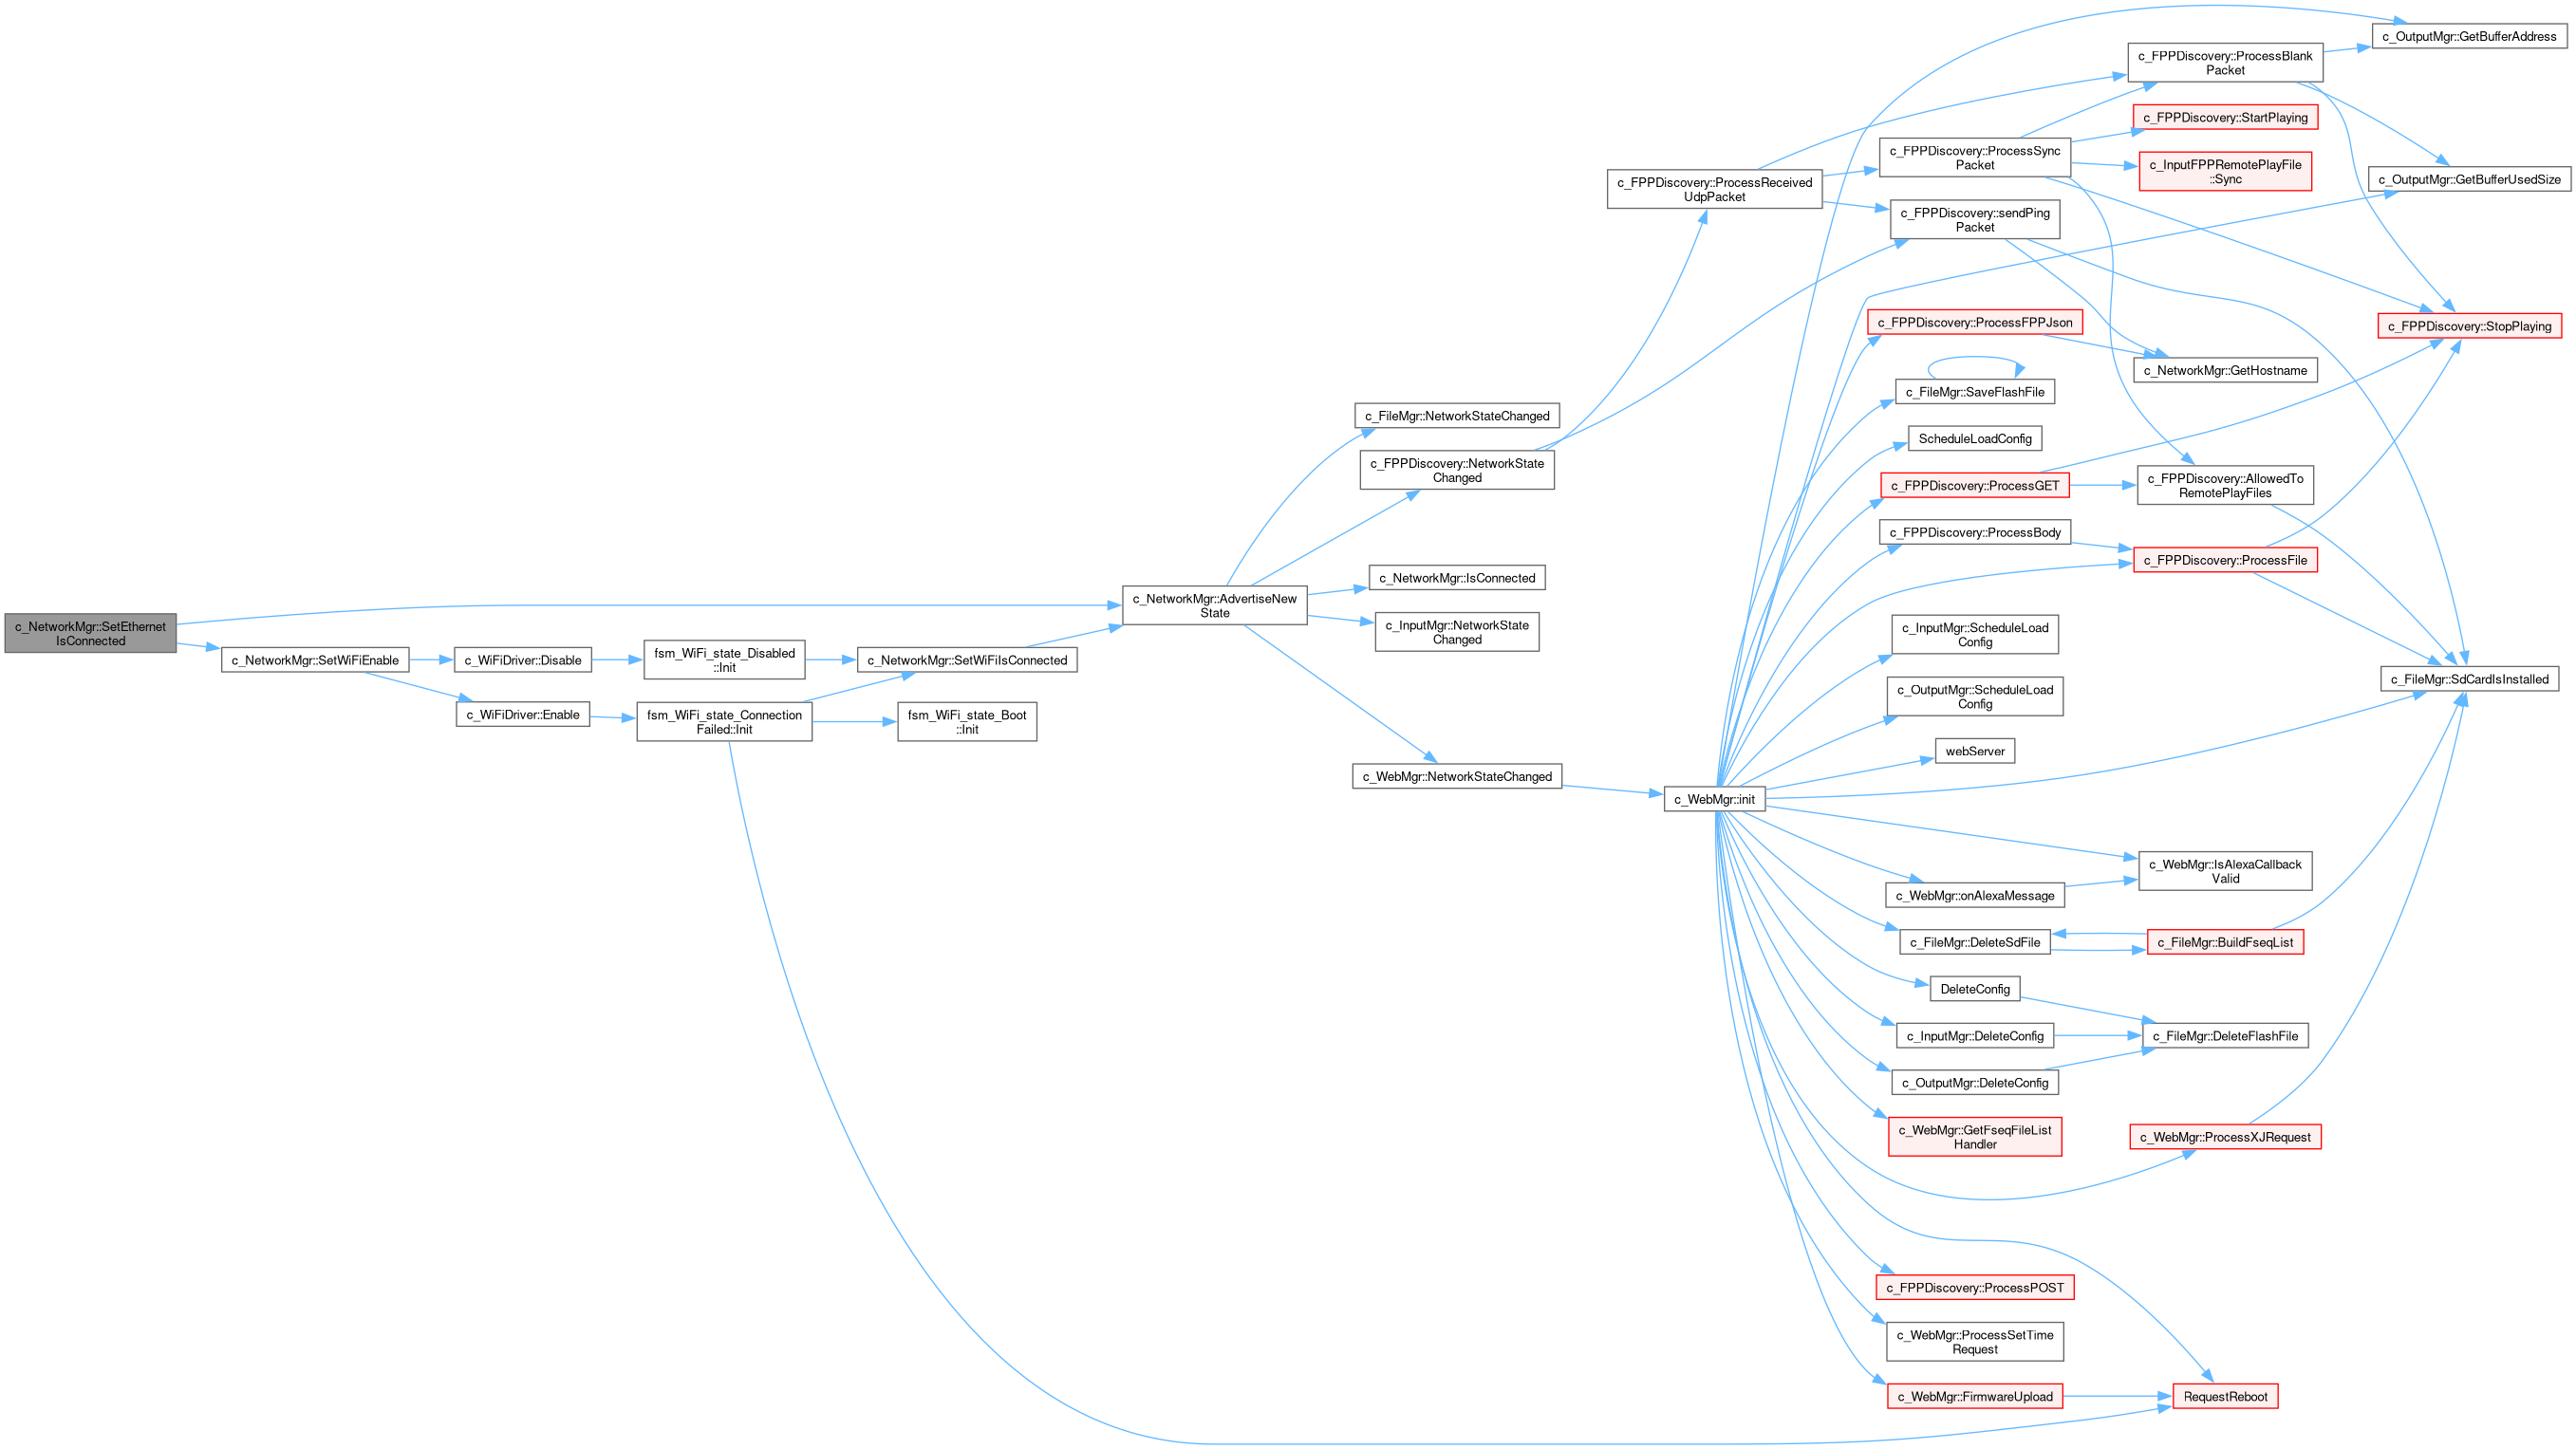 c_NetworkMgr::SetEthernet
IsConnected
c_NetworkMgr::SetWiFiEnable
c_WiFiDriver::Disable
c_WiFiDriver::Enable
fsm_WiFi_state_Disabled
::Init
fsm_WiFi_state_Connection
Failed::Init
c_NetworkMgr::SetWiFiIsConnected
fsm_WiFi_state_Boot
::Init
c_NetworkMgr::AdvertiseNew
State
c_FileMgr::NetworkStateChanged
c_FPPDiscovery::NetworkState
Changed
c_NetworkMgr::IsConnected
c_InputMgr::NetworkState
Changed
c_WebMgr::NetworkStateChanged
c_FPPDiscovery::ProcessReceived
UdpPacket
c_WebMgr::init
c_FPPDiscovery::ProcessSync
Packet
c_FPPDiscovery::sendPing
Packet
c_FPPDiscovery::ProcessFPPJson
c_FileMgr::SaveFlashFile
ScheduleLoadConfig
c_FPPDiscovery::ProcessGET
c_FPPDiscovery::ProcessBody
c_InputMgr::ScheduleLoad
Config
c_OutputMgr::ScheduleLoad
Config
webServer
c_WebMgr::onAlexaMessage
c_FileMgr::DeleteSdFile
DeleteConfig
c_InputMgr::DeleteConfig
c_OutputMgr::DeleteConfig
c_WebMgr::GetFseqFileList
Handler
c_FPPDiscovery::ProcessPOST
c_WebMgr::ProcessSetTime
Request
c_WebMgr::FirmwareUpload
c_FPPDiscovery::ProcessBlank
Packet
c_FPPDiscovery::StartPlaying
c_InputFPPRemotePlayFile
::Sync
c_NetworkMgr::GetHostname
c_FPPDiscovery::AllowedTo
RemotePlayFiles
c_FPPDiscovery::ProcessFile
c_WebMgr::IsAlexaCallback
Valid
c_FileMgr::BuildFseqList
c_FileMgr::DeleteFlashFile
c_WebMgr::ProcessXJRequest
RequestReboot
c_OutputMgr::GetBufferAddress
c_OutputMgr::GetBufferUsedSize
c_FPPDiscovery::StopPlaying
c_FileMgr::SdCardIsInstalled